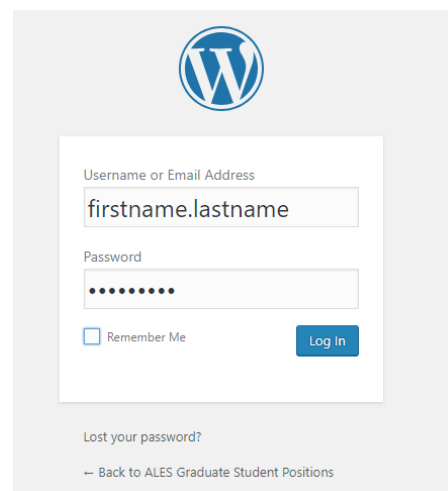 Username or Email Address
firstname.lastname
Password
•••••••••
Remember Me
Log In
Lost your password?
← Back to ALES Graduate Student Positions